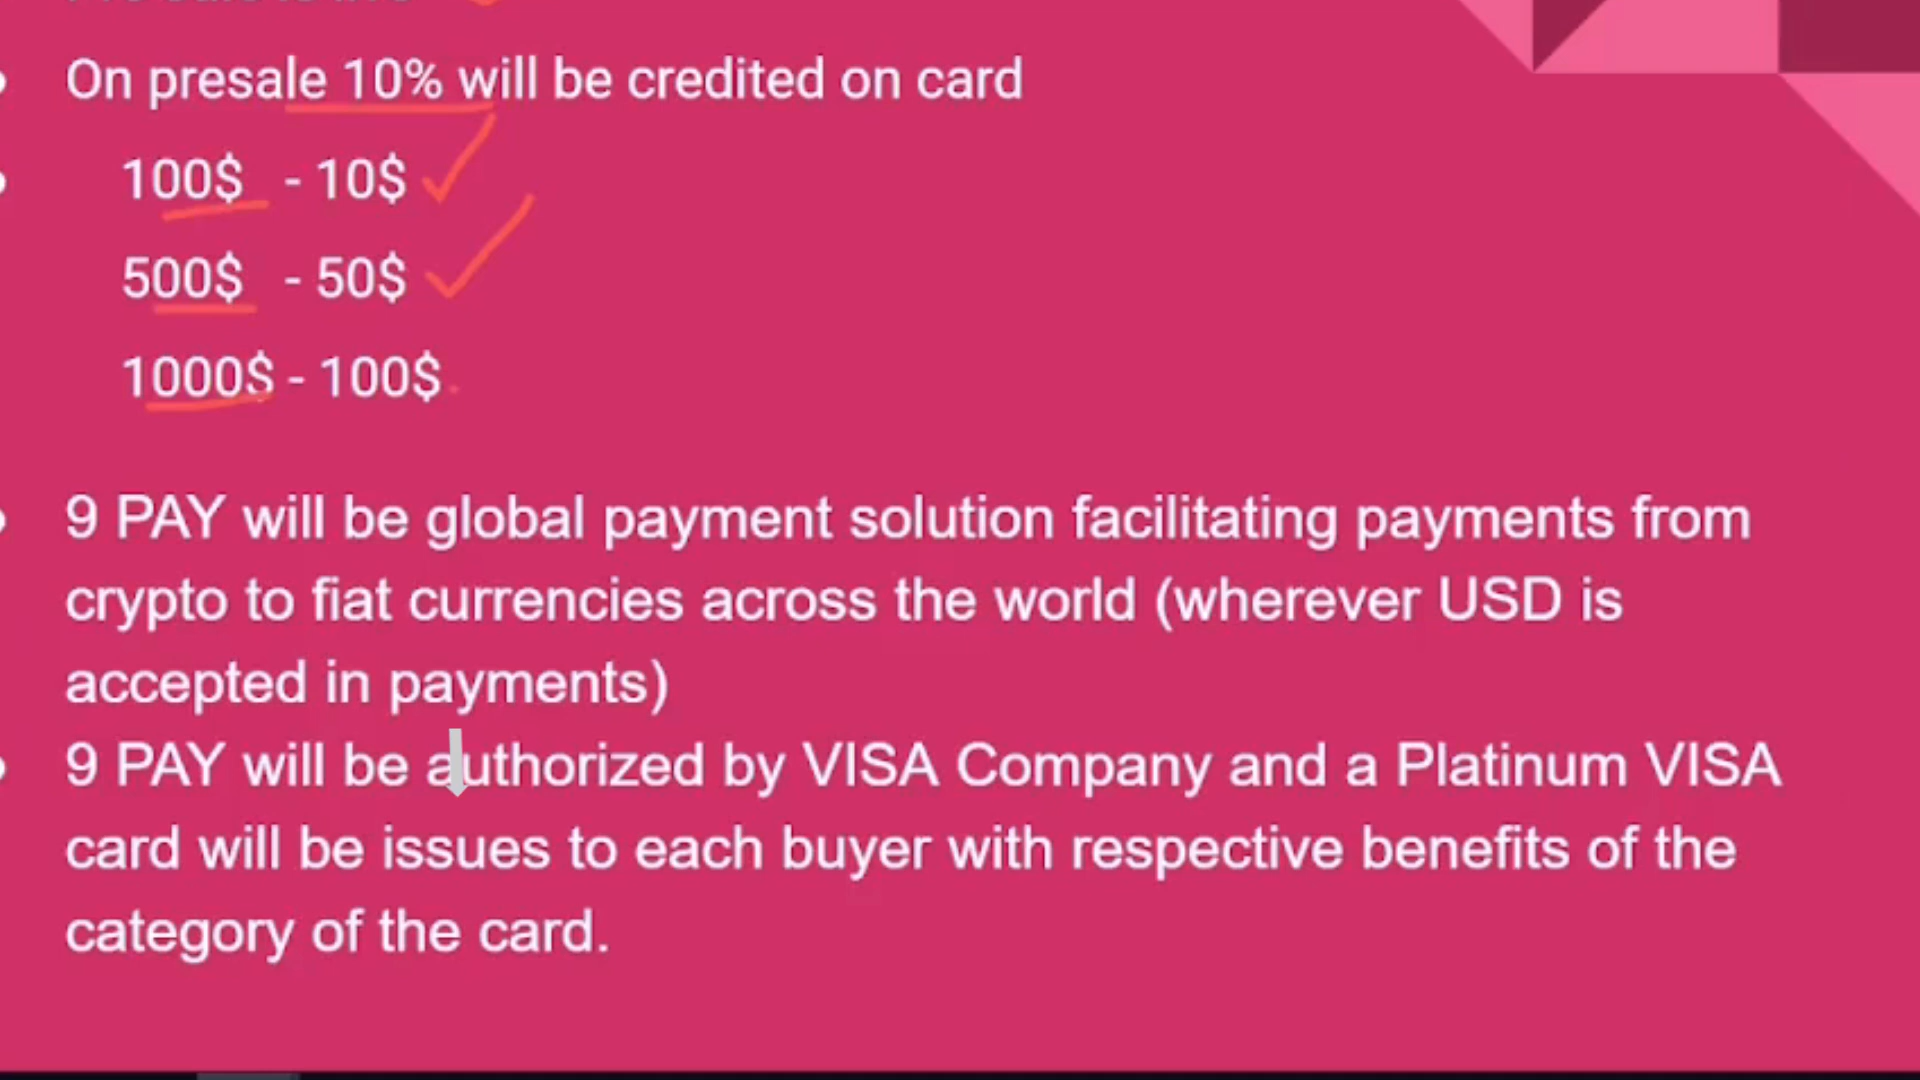 On presale 10% will be credited on card
100$ - 10$
500$ - 50$
1000$ - 100$
9 PAY will be global payment solution facilitating payments from
crypto to fiat currencies across the world (wherever USD is
accepted in payments)
9 PAY will be authorized by VISA Company and a Platinum VISA
card will be issues to each buyer with respective benefits of the
category of the card.